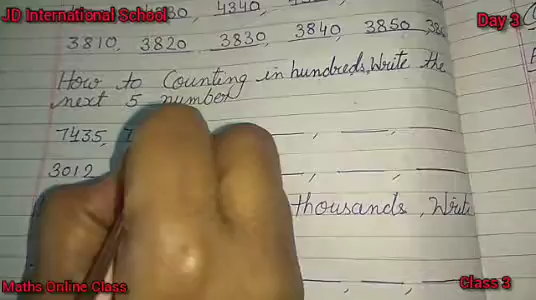 JD International School
Day 3
4340,
3810, 3820, 3830, 3840, 3850
How to Counting in hundreds, Write the
next 5 number
7435, 7
3012
thousands, Write
Maths Online Class
Class 3